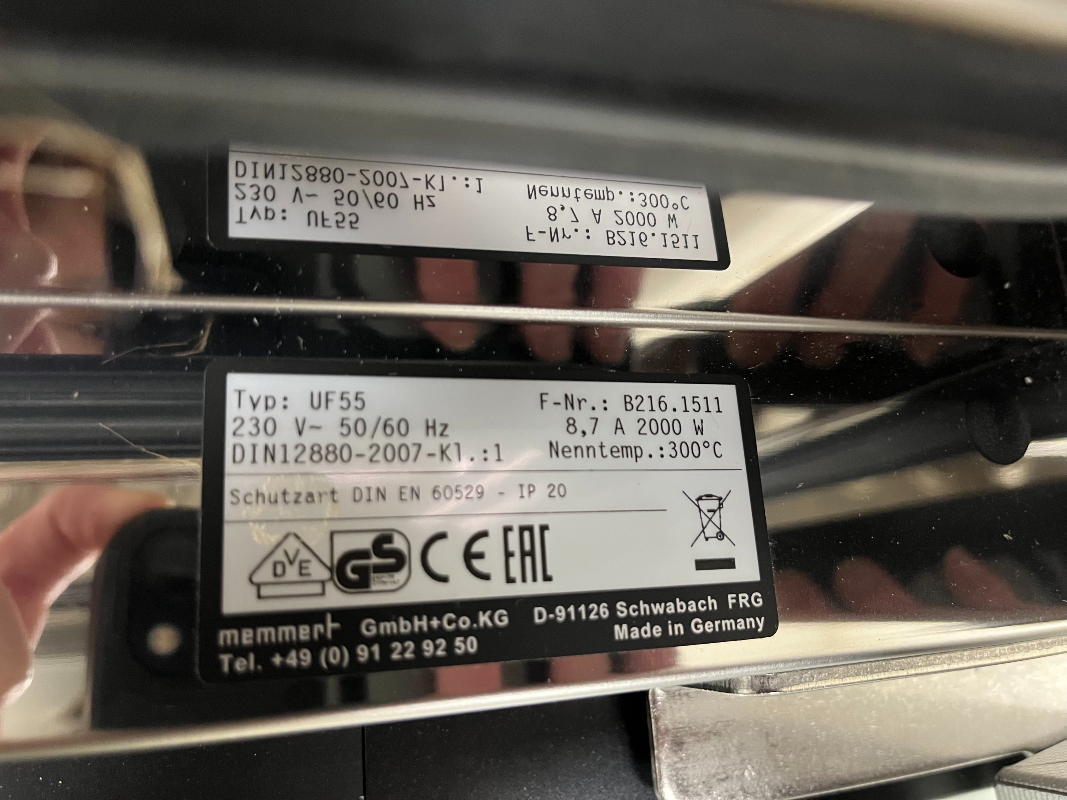 Typ: UF55 F-Nr.: B216.1511
230 V~ 50/60 Hz 8,7 A 2000 W
DIN12880-2007-Kl.:1 Nenntemp.:300°C
Schutzart DIN EN 60529 - IP 20
DVE GS CE EAC
memmert GmbH+Co.KG D-91126 Schwabach FRG
Tel. +49 (0) 91 22 92 50 Made in Germany